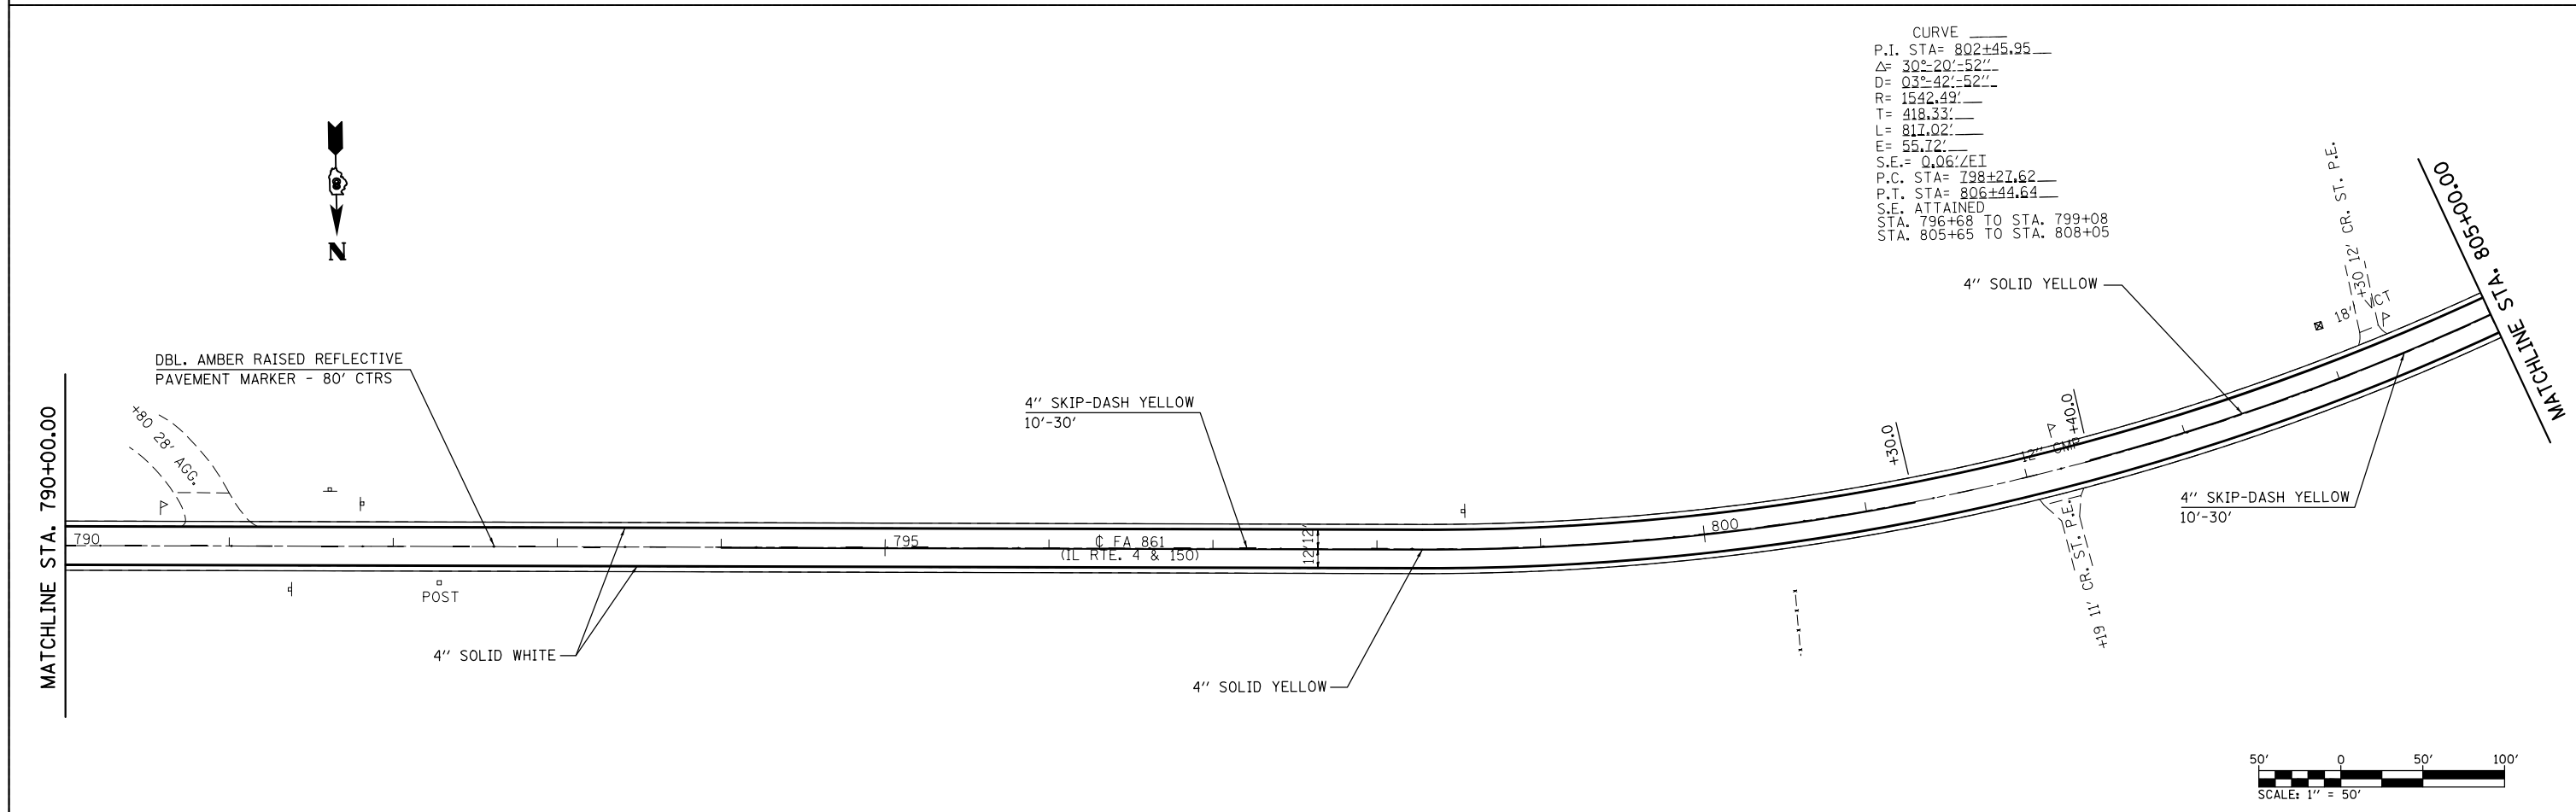 CURVE
P.I. STA= 802+45.95
△= 30°-20'-52"
D= 03°-42'-52"
R= 1542.49'
T= 418.33'
L= 817.02'
E= 55.72'
S.E.= 0.06'/FT
P.C. STA= 798+27.62
P.T. STA= 806+44.64
S.E. ATTAINED
STA. 796+68 TO STA. 799+08
STA. 805+65 TO STA. 808+05
N
MATCHLINE STA. 805+00.00
+30 12' CR. ST. P.E.
18' VCT
4" SOLID YELLOW
DBL. AMBER RAISED REFLECTIVE
PAVEMENT MARKER - 80' CTRS
4" SKIP-DASH YELLOW
10'-30'
MATCHLINE STA. 790+00.00
+80 28' AGG.
+30.0
+40.0
12" CMP
4" SKIP-DASH YELLOW
10'-30'
790
795
℄ FA 861
(IL RTE. 4 & 150)
12'
12'
800
+19 11' CR. ST. P.E.
POST
4" SOLID WHITE
4" SOLID YELLOW
50'
0
50'
100'
SCALE: 1" = 50'